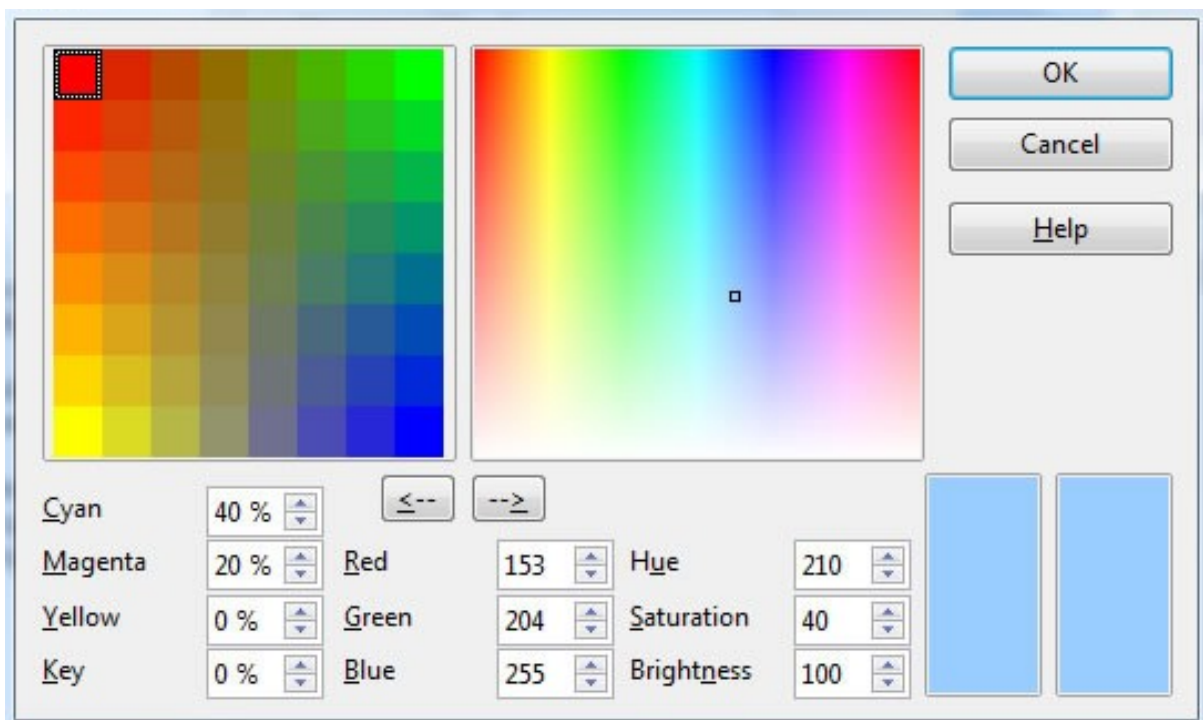 OK
Cancel
Help
<-- -->
Cyan 40 %
Magenta 20 % Red 153 Hue 210
Yellow 0 % Green 204 Saturation 40
Key 0 % Blue 255 Brightness 100